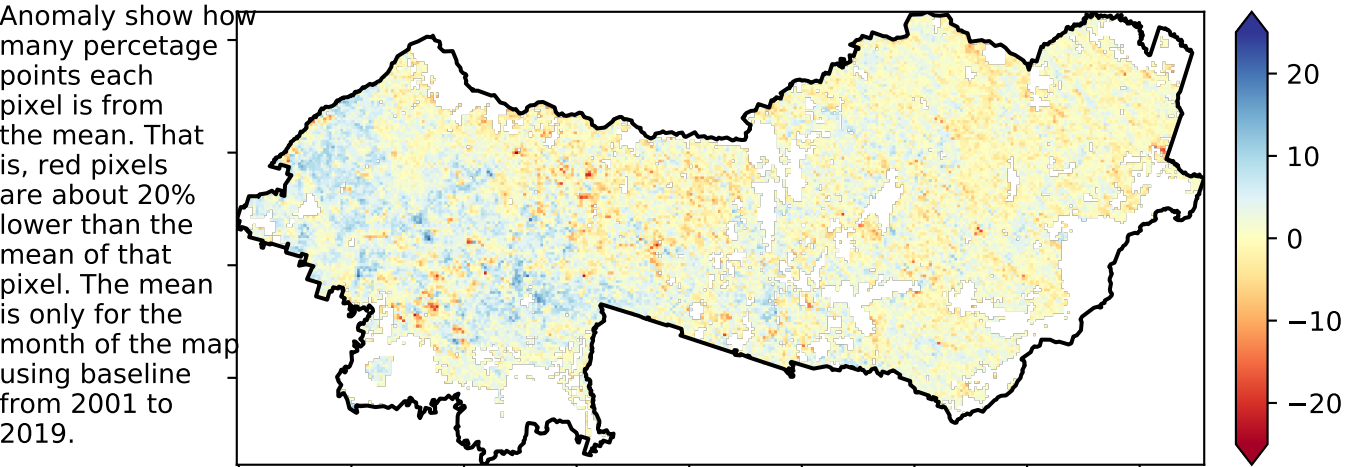 Anomaly show how
many percetage
points each
pixel is from
the mean. That
is, red pixels
are about 20%
lower than the
mean of that
pixel. The mean
is only for the
month of the map
using baseline
from 2001 to
2019.
20
10
0
−10
−20